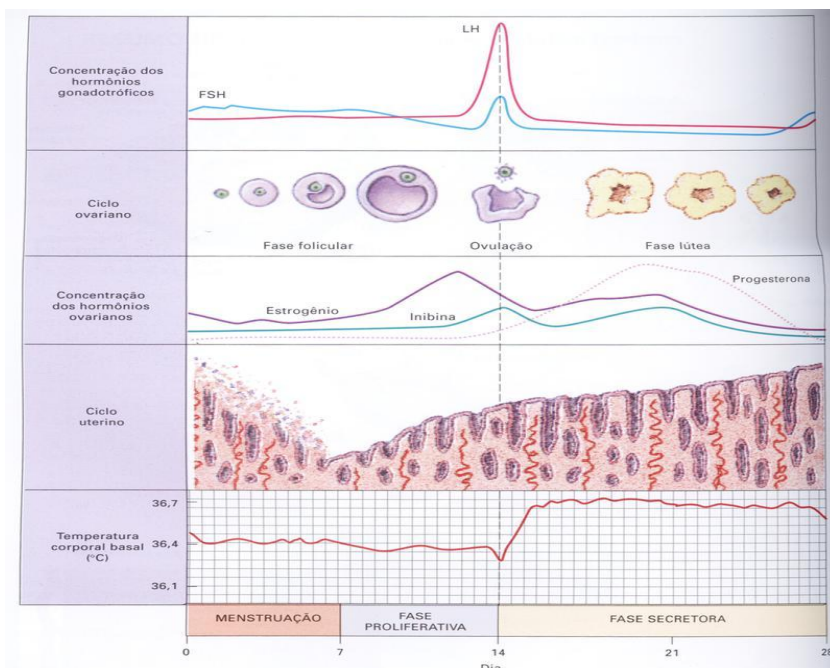 LH
Concentração dos
hormônios
gonadotróficos
FSH
Ciclo
ovariano
Fase folicular
Ovulação
Fase lútea
Concentração
dos hormônios
ovarianos
Estrogênio
Inibina
Progesterona
Ciclo
uterino
36,7
Temperatura
corporal basal
(°C)
36,4
36,1
MENSTRUAÇÃO
FASE
PROLIFERATIVA
FASE SECRETORA
0
7
14
21
28
Dia